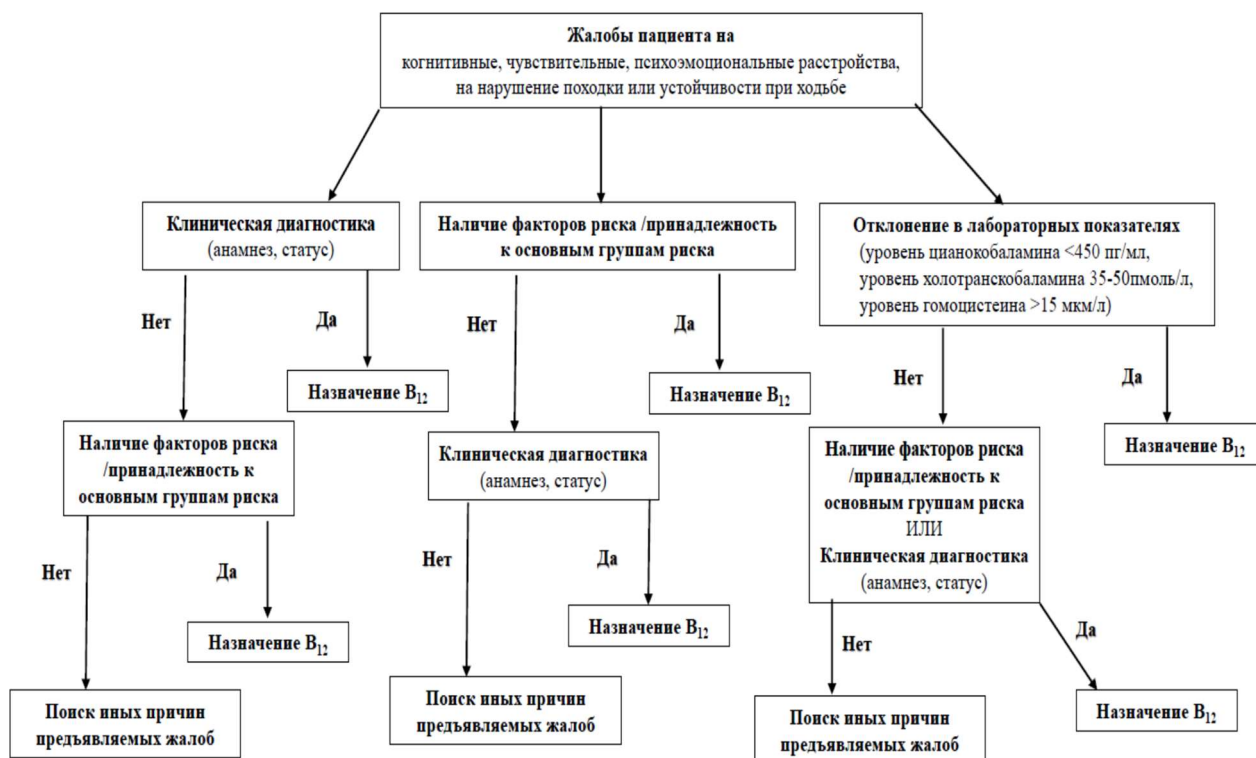 Жалобы пациента на
когнитивные, чувствительные, психоэмоциональные расстройства,
на нарушение походки или устойчивости при ходьбе
Клиническая диагностика
(анамнез, статус)
Нет
Да
Назначение B12
Наличие факторов риска
/принадлежность к
основным группам риска
Нет
Да
Назначение B12
Поиск иных причин
предъявляемых жалоб
Наличие факторов риска /принадлежность
к основным группам риска
Нет
Да
Назначение B12
Клиническая диагностика
(анамнез, статус)
Нет
Да
Назначение B12
Поиск иных причин
предъявляемых жалоб
Отклонение в лабораторных показателях
(уровень цианокобаламина <450 пг/мл,
уровень холотранскобаламина 35-50пмоль/л,
уровень гомоцистеина >15 мкм/л)
Нет
Да
Назначение B12
Наличие факторов риска
/принадлежность к
основным группам риска
ИЛИ
Клиническая диагностика
(анамнез, статус)
Нет
Да
Назначение B12
Поиск иных причин
предъявляемых жалоб